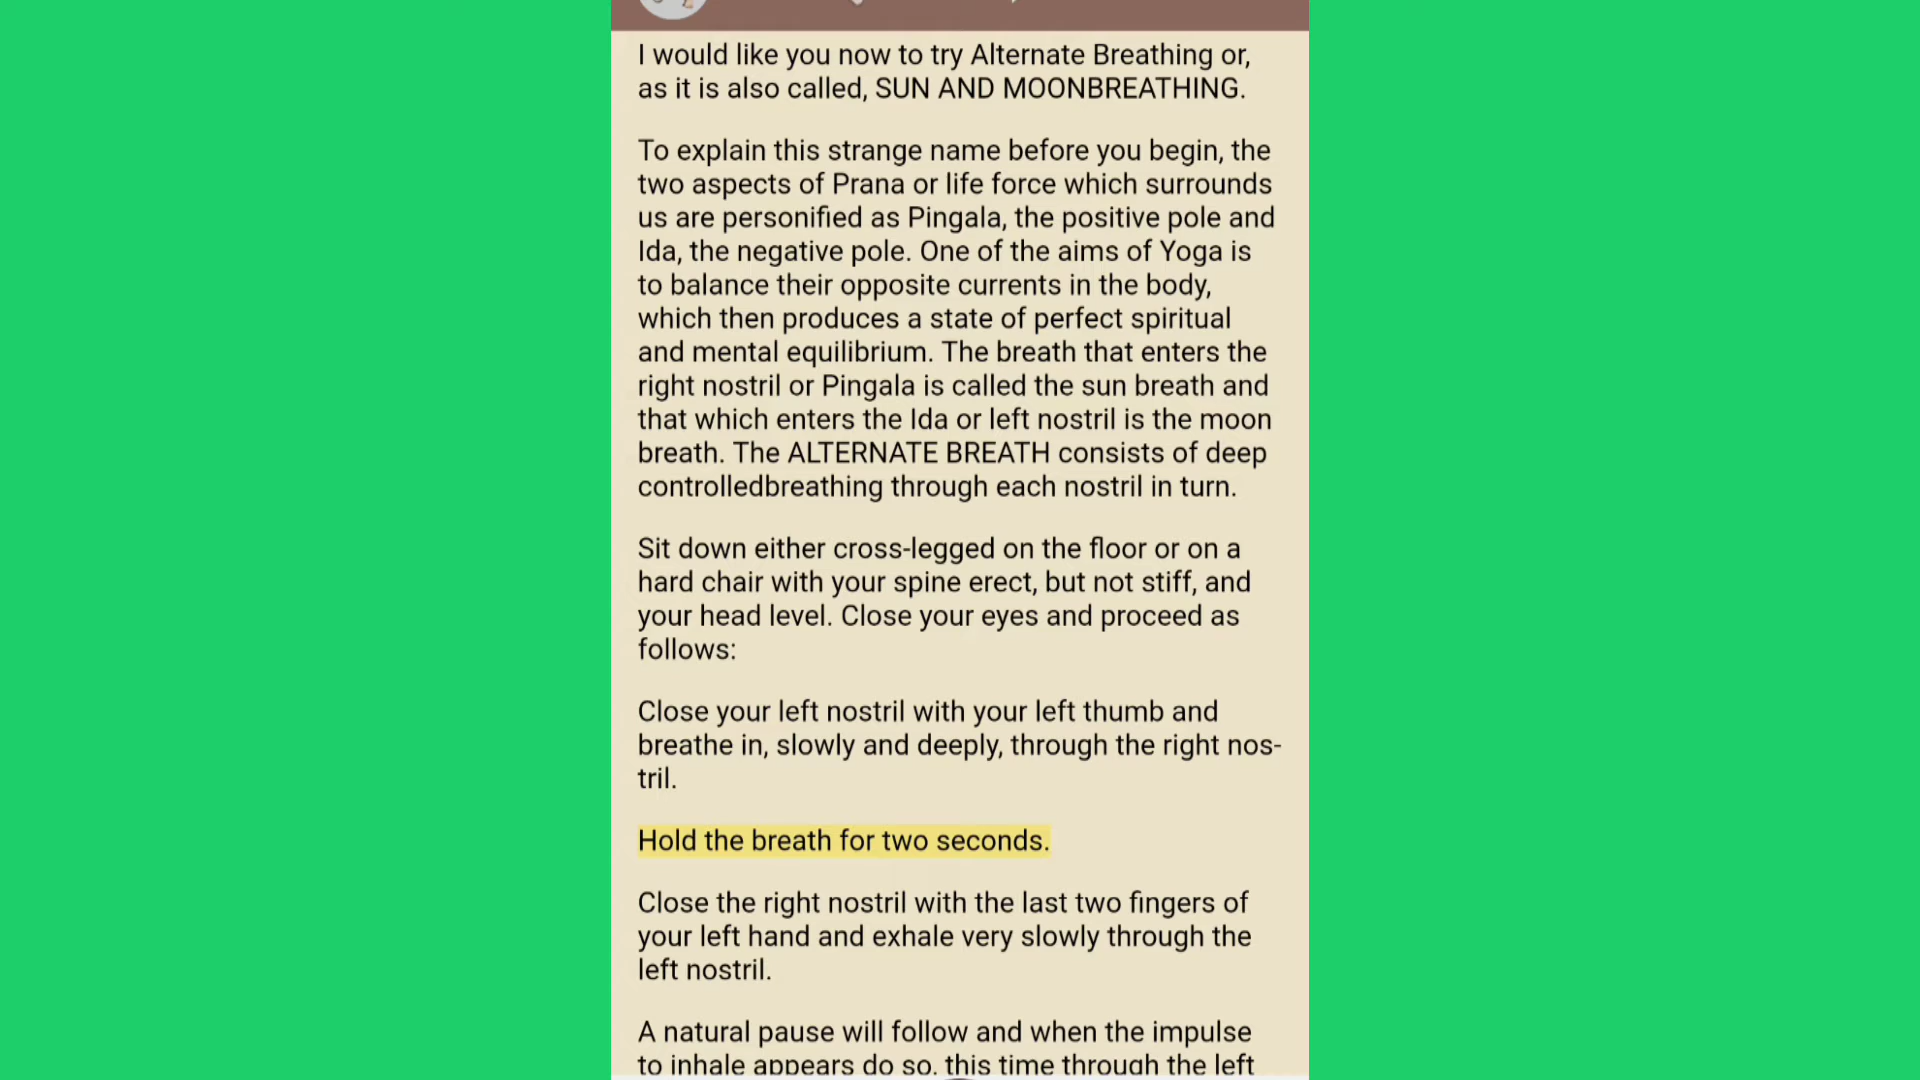 I would like you now to try Alternate Breathing or,
as it is also called, SUN AND MOONBREATHING.
To explain this strange name before you begin, the
two aspects of Prana or life force which surrounds
us are personified as Pingala, the positive pole and
Ida, the negative pole. One of the aims of Yoga is
to balance their opposite currents in the body,
which then produces a state of perfect spiritual
and mental equilibrium. The breath that enters the
right nostril or Pingala is called the sun breath and
that which enters the Ida or left nostril is the moon
breath. The ALTERNATE BREATH consists of deep
controlledbreathing through each nostril in turn.
Sit down either cross-legged on the floor or on a
hard chair with your spine erect, but not stiff, and
your head level. Close your eyes and proceed as
follows:
Close your left nostril with your left thumb and
breathe in, slowly and deeply, through the right nos-
tril.
Hold the breath for two seconds.
Close the right nostril with the last two fingers of
your left hand and exhale very slowly through the
left nostril.
A natural pause will follow and when the impulse
to inhale appears do so, this time through the left